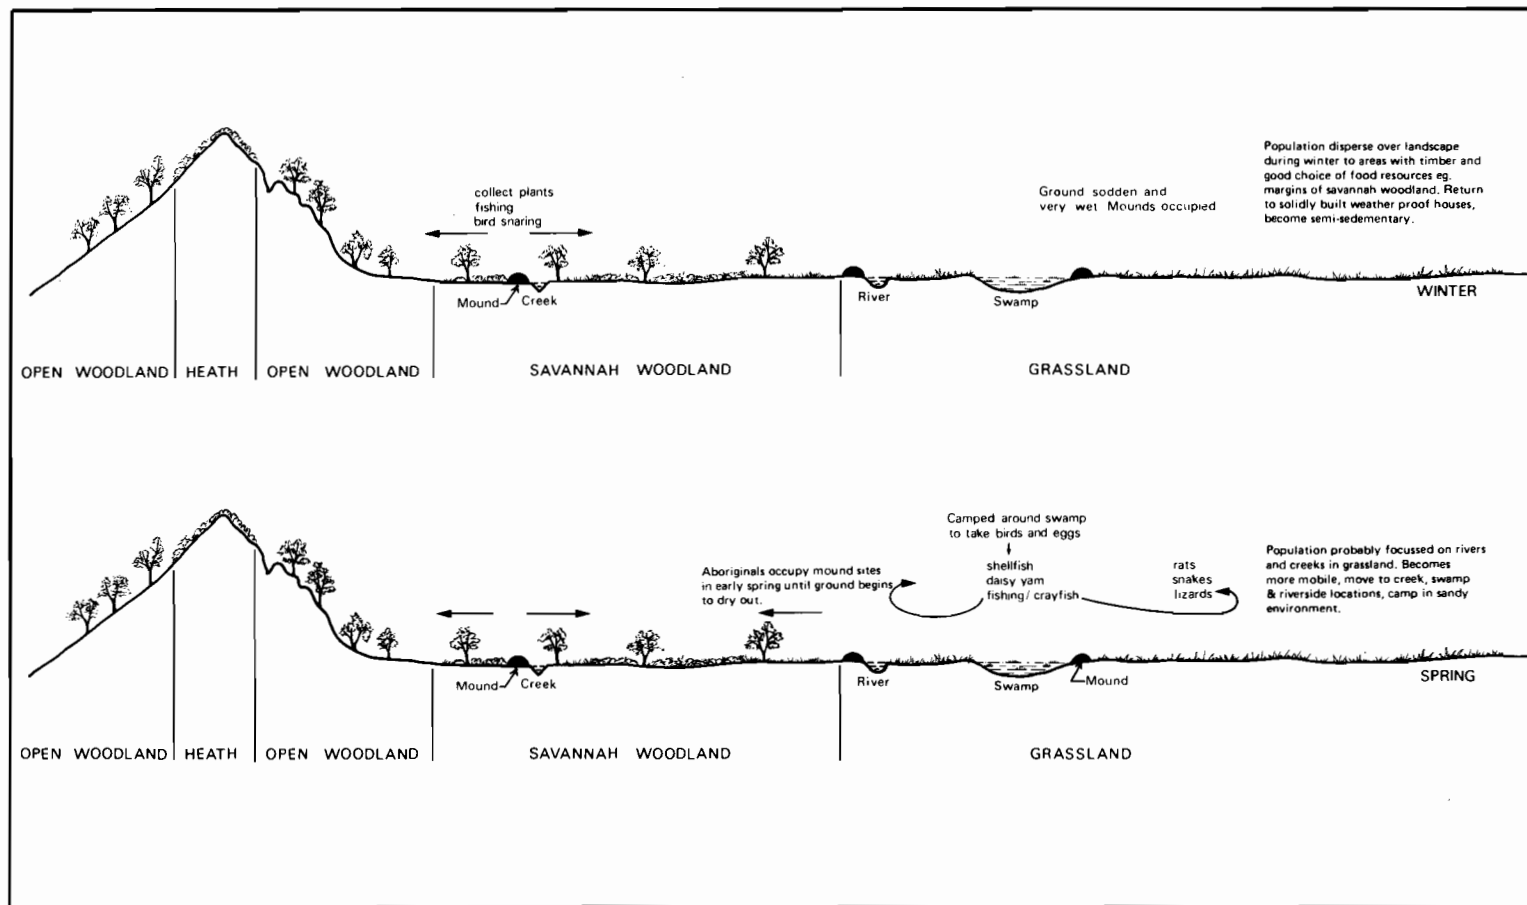 Population disperse over landscape
during winter to areas with timber and
good choice of food resources eg.
margins of savannah woodland. Return
to solidly built weather proof houses,
become semi-sedementary.
collect plants
fishing
bird snaring
Ground sodden and
very wet Mounds occupied
Mound
Creek
River
Swamp
WINTER
OPEN WOODLAND
HEATH
OPEN WOODLAND
SAVANNAH WOODLAND
GRASSLAND
Camped around swamp
to take birds and eggs
shellfish
daisy yam
fishing/ crayfish
rats
snakes
lizards
Population probably focussed on rivers
and creeks in grassland. Becomes
more mobile, move to creek, swamp
& riverside locations, camp in sandy
environment.
Aboriginals occupy mound sites
in early spring until ground begins
to dry out.
Mound
Creek
River
Swamp
Mound
SPRING
OPEN WOODLAND
HEATH
OPEN WOODLAND
SAVANNAH WOODLAND
GRASSLAND